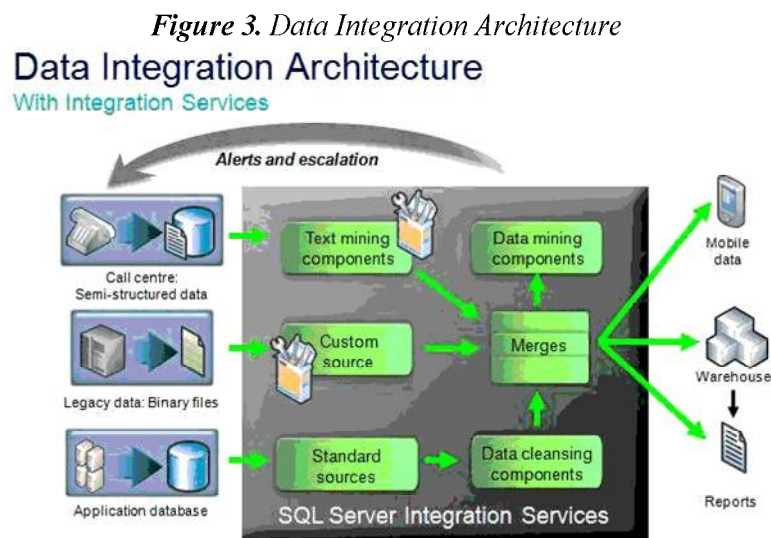 Figure 3. Data Integration Architecture
Data Integration Architecture
With Integration Services
Alerts and escalation
Text mining
components
Data mining
components
Mobile
data
Call centre:
Semi-structured data
Custom
source
Merges
Warehouse
Legacy data: Binary files
Standard
sources
Data cleansing
components
Reports
Application database
SQL Server Integration Services